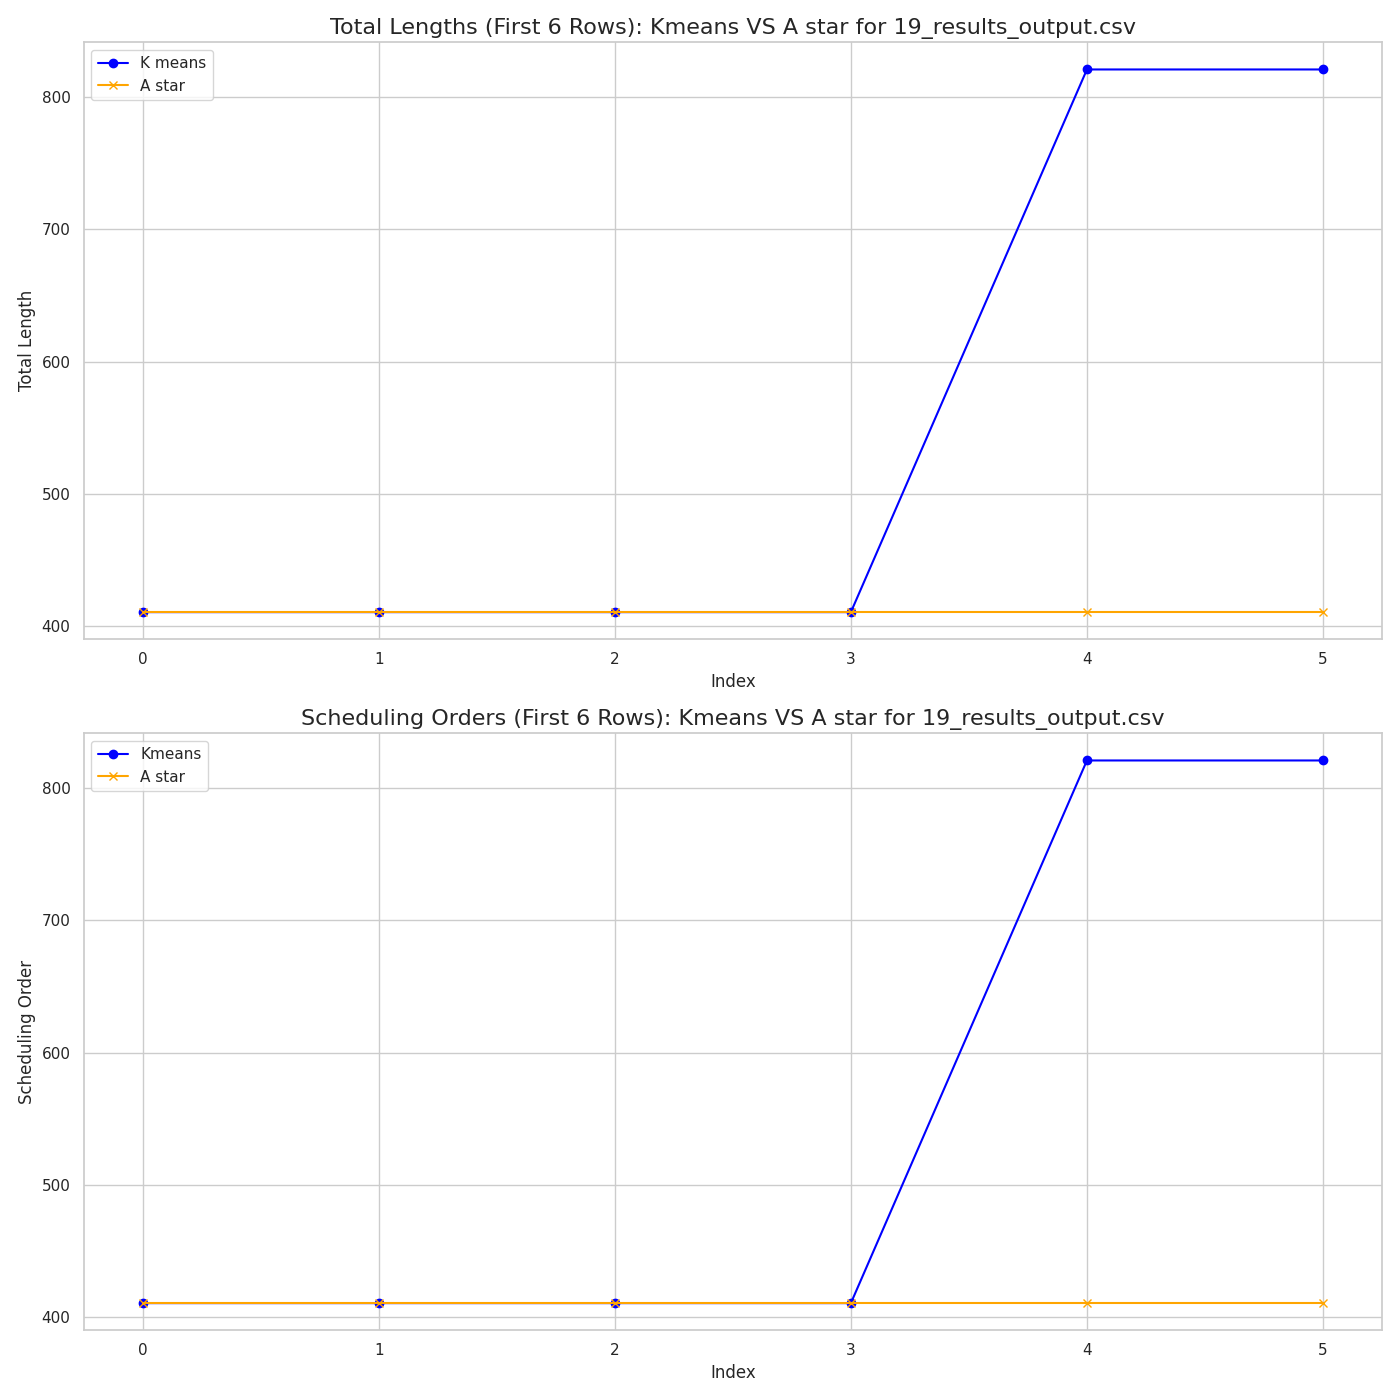 Total Lengths (First 6 Rows): Kmeans VS A star for 19_results_output.csv
K means
A star
800
700
600
500
400
Total Length
0 1 2 3 4 5
Index
Scheduling Orders (First 6 Rows): Kmeans VS A star for 19_results_output.csv
Kmeans
A star
800
700
600
500
400
Scheduling Order
0 1 2 3 4 5
Index